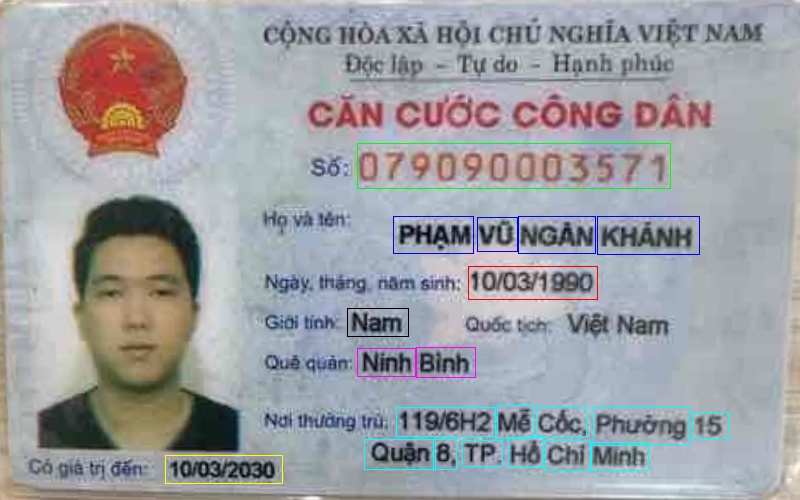 CỘNG HÒA XÃ HỘI CHỦ NGHĨA VIỆT NAM
Độc lập - Tự do - Hạnh phúc
CĂN CƯỚC CÔNG DÂN
Số: 079090003571
Họ và tên: PHẠM VŨ NGÂN KHÁNH
Ngày, tháng, năm sinh: 10/03/1990
Giới tính: Nam Quốc tịch: Việt Nam
Quê quán: Ninh Bình
Nơi thường trú: 119/6H2 Mễ Cốc, Phường 15
Quận 8, TP. Hồ Chí Minh
Có giá trị đến: 10/03/2030